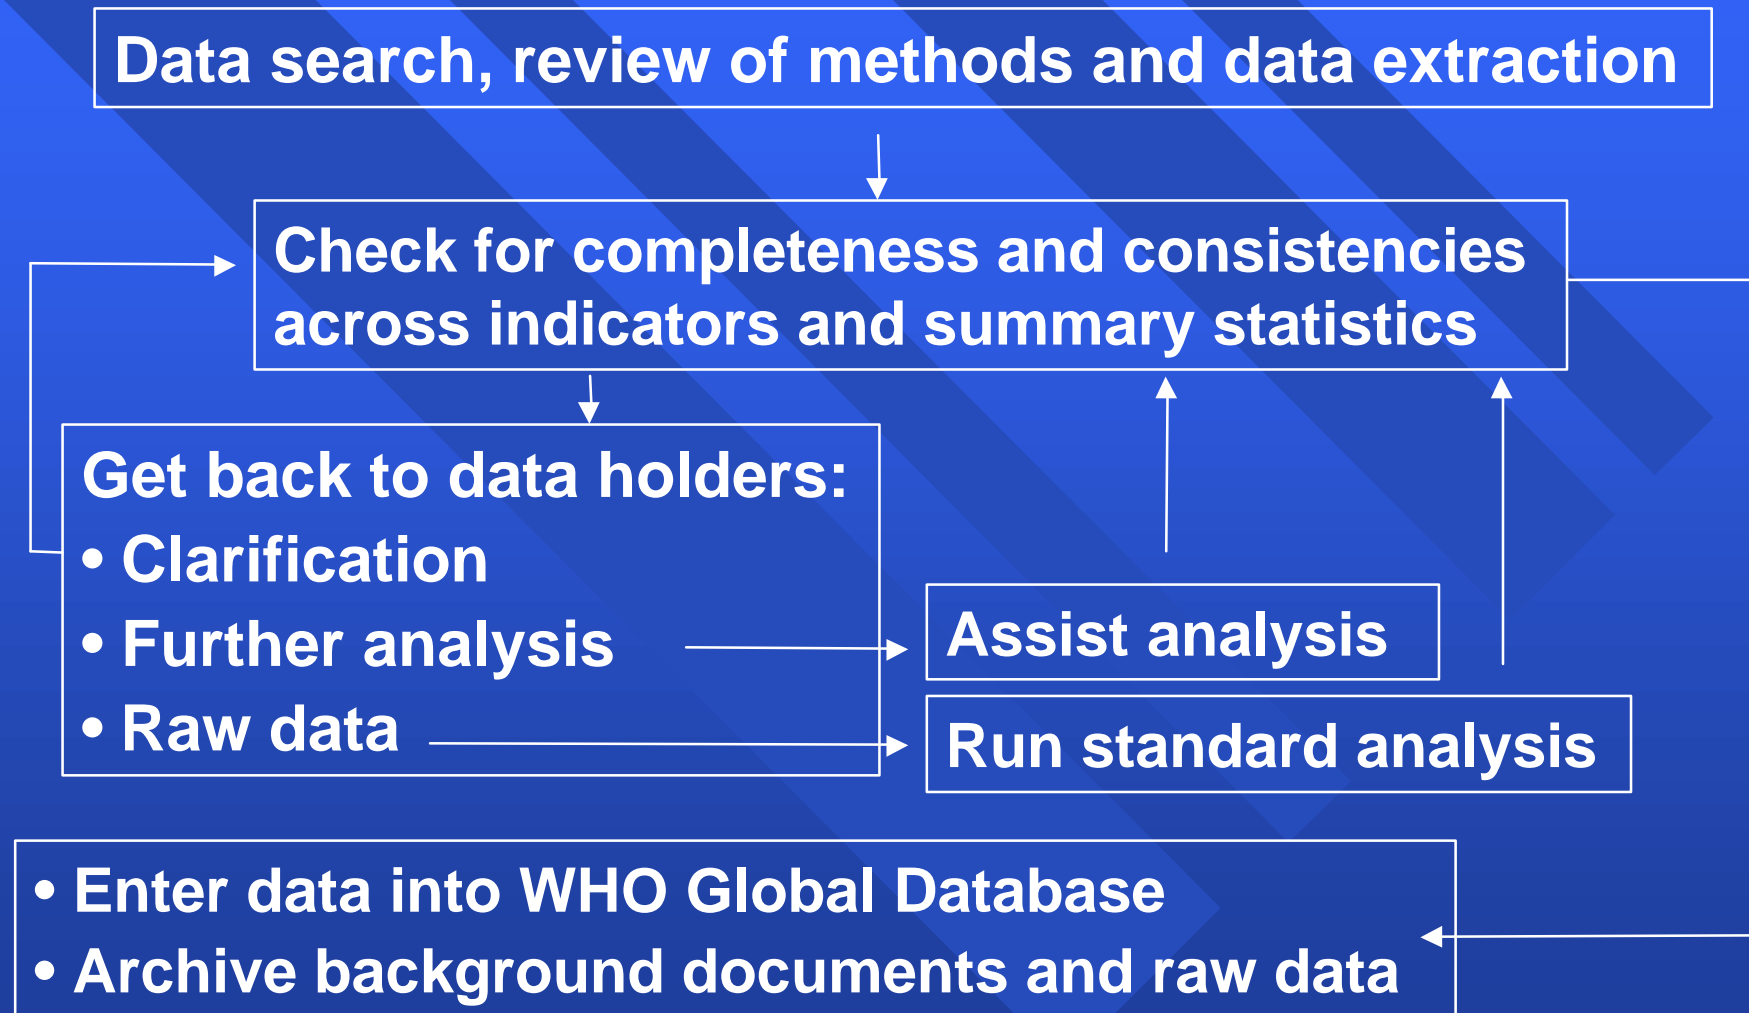 Data search, review of methods and data extraction
Check for completeness and consistencies
across indicators and summary statistics
Get back to data holders:
• Clarification
• Further analysis
• Raw data
Assist analysis
Run standard analysis
• Enter data into WHO Global Database
• Archive background documents and raw data